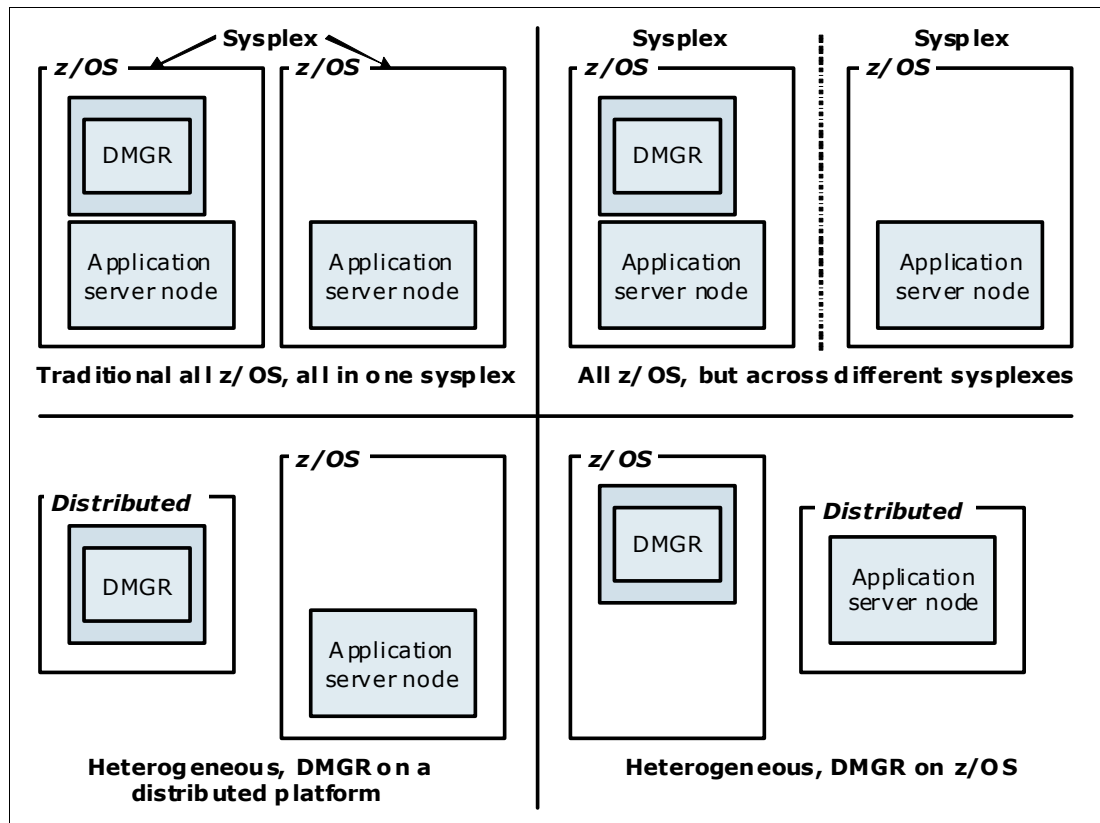 Sysplex
z/OS
z/OS
DMGR
Application
server node
Application
server node
Traditional all z/OS, all in one sysplex
Sysplex
Sysplex
z/OS
z/OS
DMGR
Application
server node
Application
server node
All z/OS, but across different sysplexes
Distributed
DMGR
z/OS
Application
server node
Heterogeneous, DMGR on a
distributed platform
z/OS
DMGR
Distributed
Application
server node
Heterogeneous, DMGR on z/OS